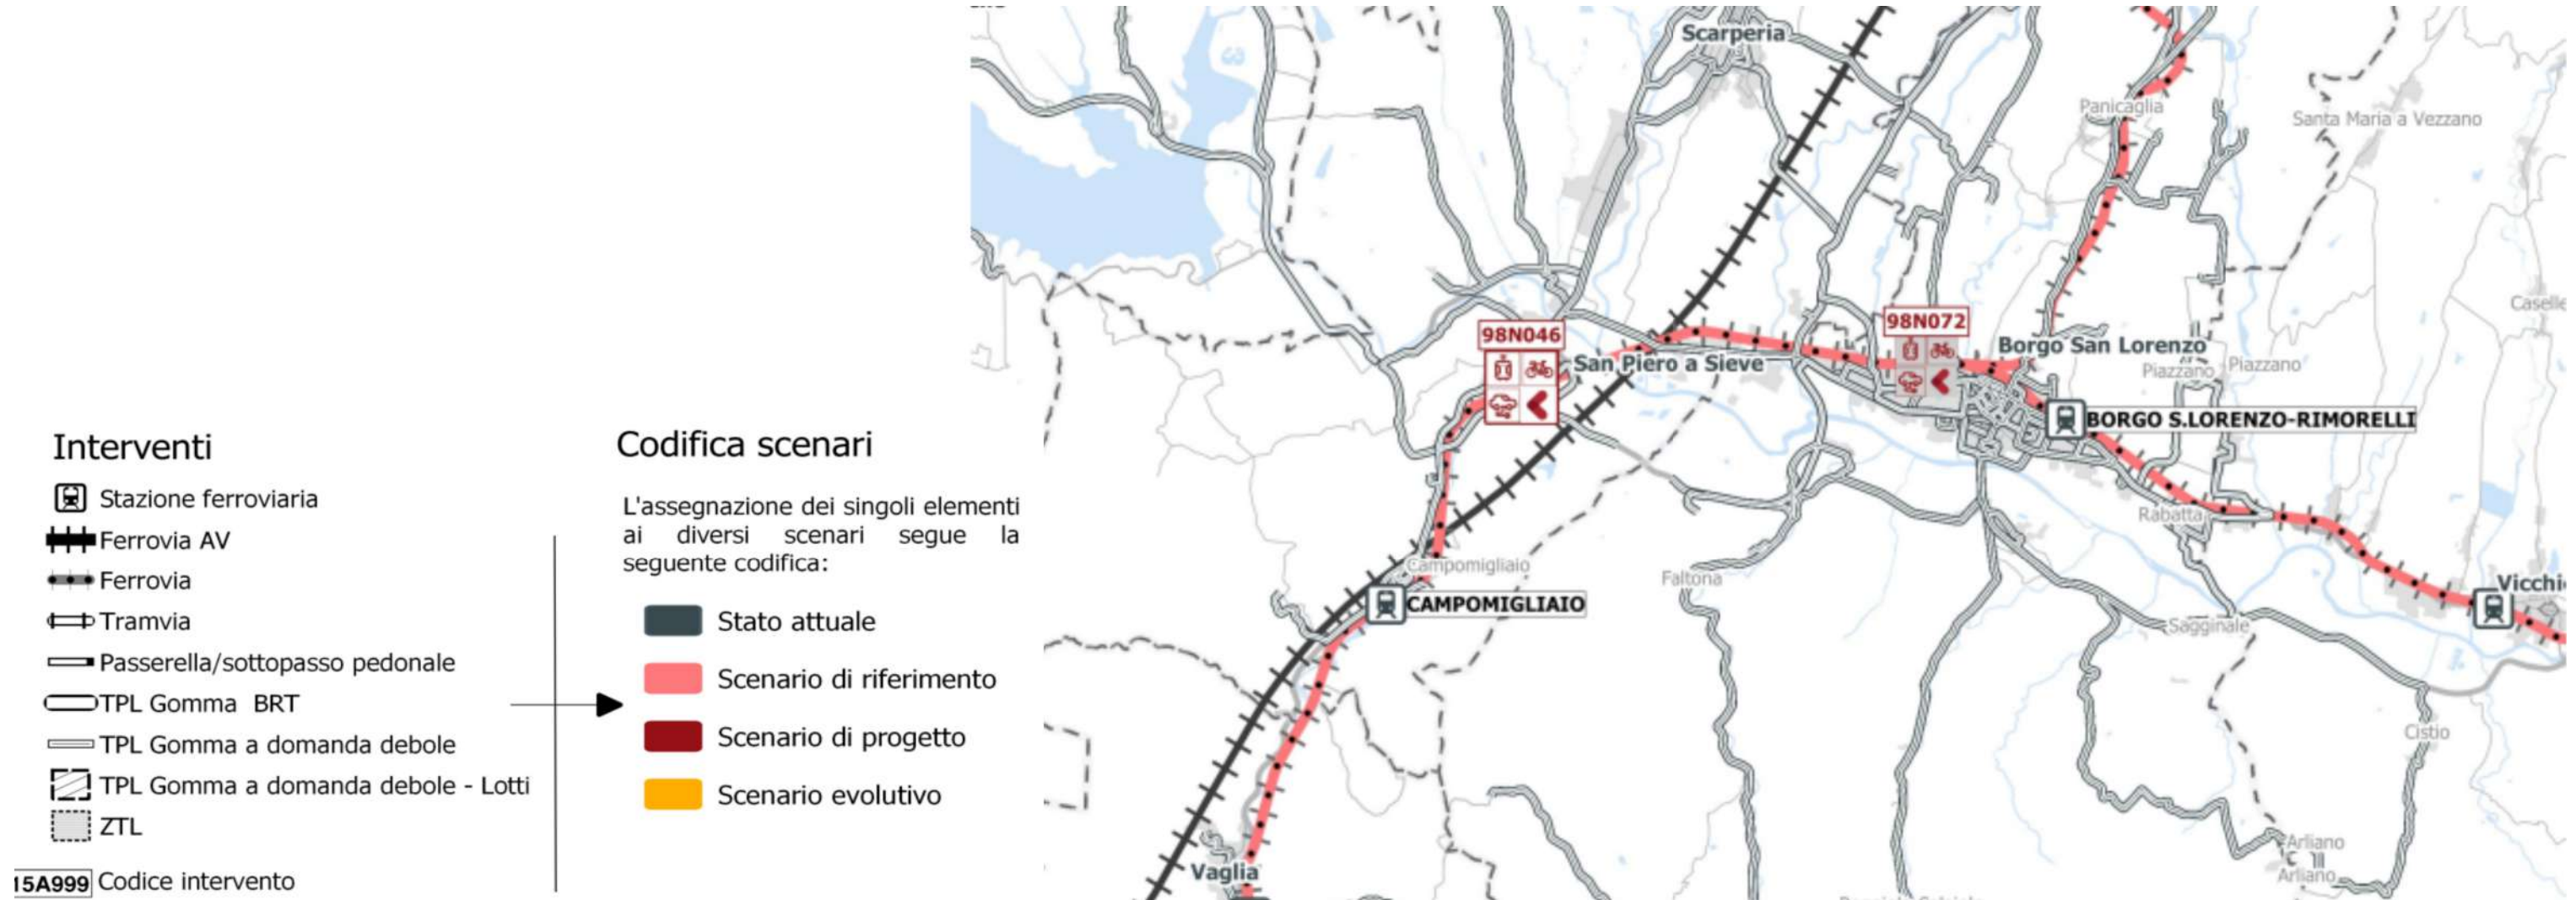 Interventi
Stazione ferroviaria
Ferrovia AV
Ferrovia
Tramvia
Passerella/sottopasso pedonale
TPL Gomma BRT
TPL Gomma a domanda debole
TPL Gomma a domanda debole - Lotti
ZTL
15A999 Codice intervento
Codifica scenari
L'assegnazione dei singoli elementi
ai diversi scenari segue la
seguente codifica:
Stato attuale
Scenario di riferimento
Scenario di progetto
Scenario evolutivo
Scarperia
Panicaglia
Santa Maria a Vezzano
Caselle
98N046
98N072
San Piero a Sieve
Borgo San Lorenzo
Piazzano
Piazzano
BORGO S.LORENZO-RIMORELLI
Rabatta
Campomigliaio
Faltona
CAMPOMIGLIAIO
Vicchi
Sagginale
Cistio
Vaglia
Arliano
Arliano